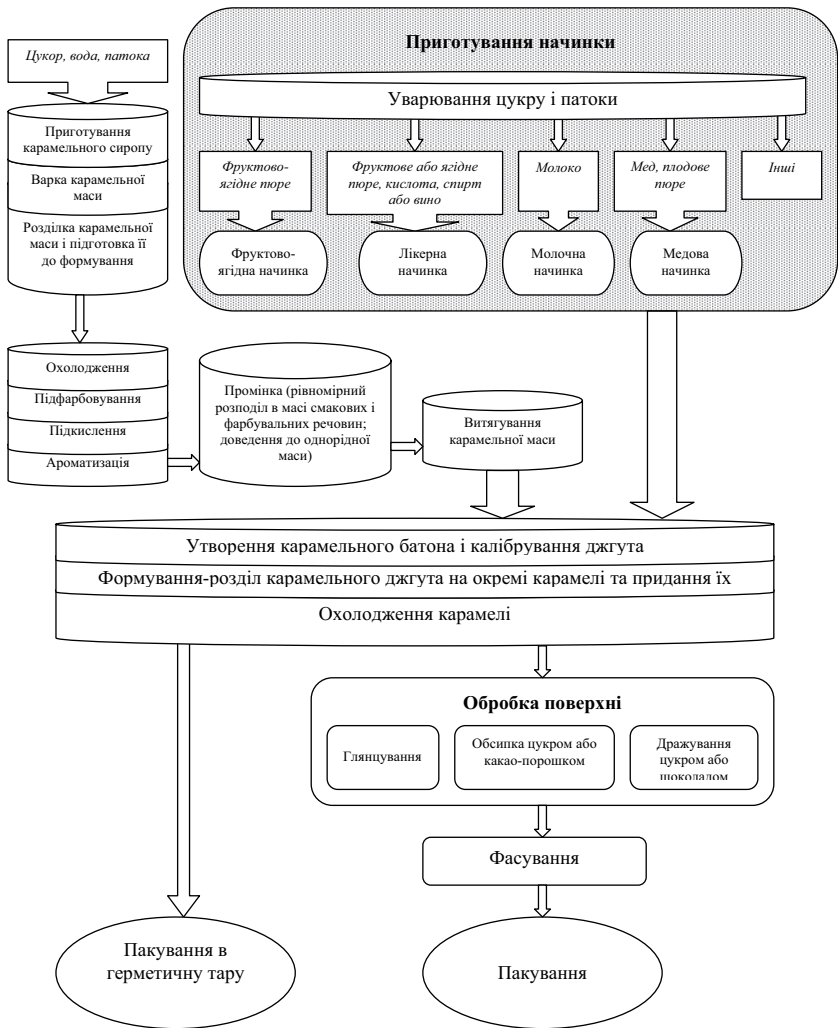 Приготування начинки
Цукор, вода, патока
Уварювання цукру і патоки
Приготування
карамельного сиропу
Варка карамельної
маси
Розділка карамельної
маси і підготовка її
до формування
Фруктово-
ягідне пюре
Фруктове або ягідне
пюре, кислота, спирт
або вино
Молоко
Мед, плодове
пюре
Інші
Фруктово-
ягідна начинка
Лікерна
начинка
Молочна
начинка
Медова
начинка
Охолодження
Підфарбовування
Підкислення
Ароматизація
Промінка (рівномірний
розподіл в масі смакових і
фарбувальних речовин;
доведення до однорідної
маси)
Витягування
карамельної маси
Утворення карамельного батона і калібрування джгута
Формування-розділ карамельного джгута на окремі карамелі та придання їх
Охолодження карамелі
Обробка поверхні
Глянцування
Обсипка цукром або
какао-порошком
Дражування
цукром або
шоколадом
Фасування
Пакування в
герметичну тару
Пакування